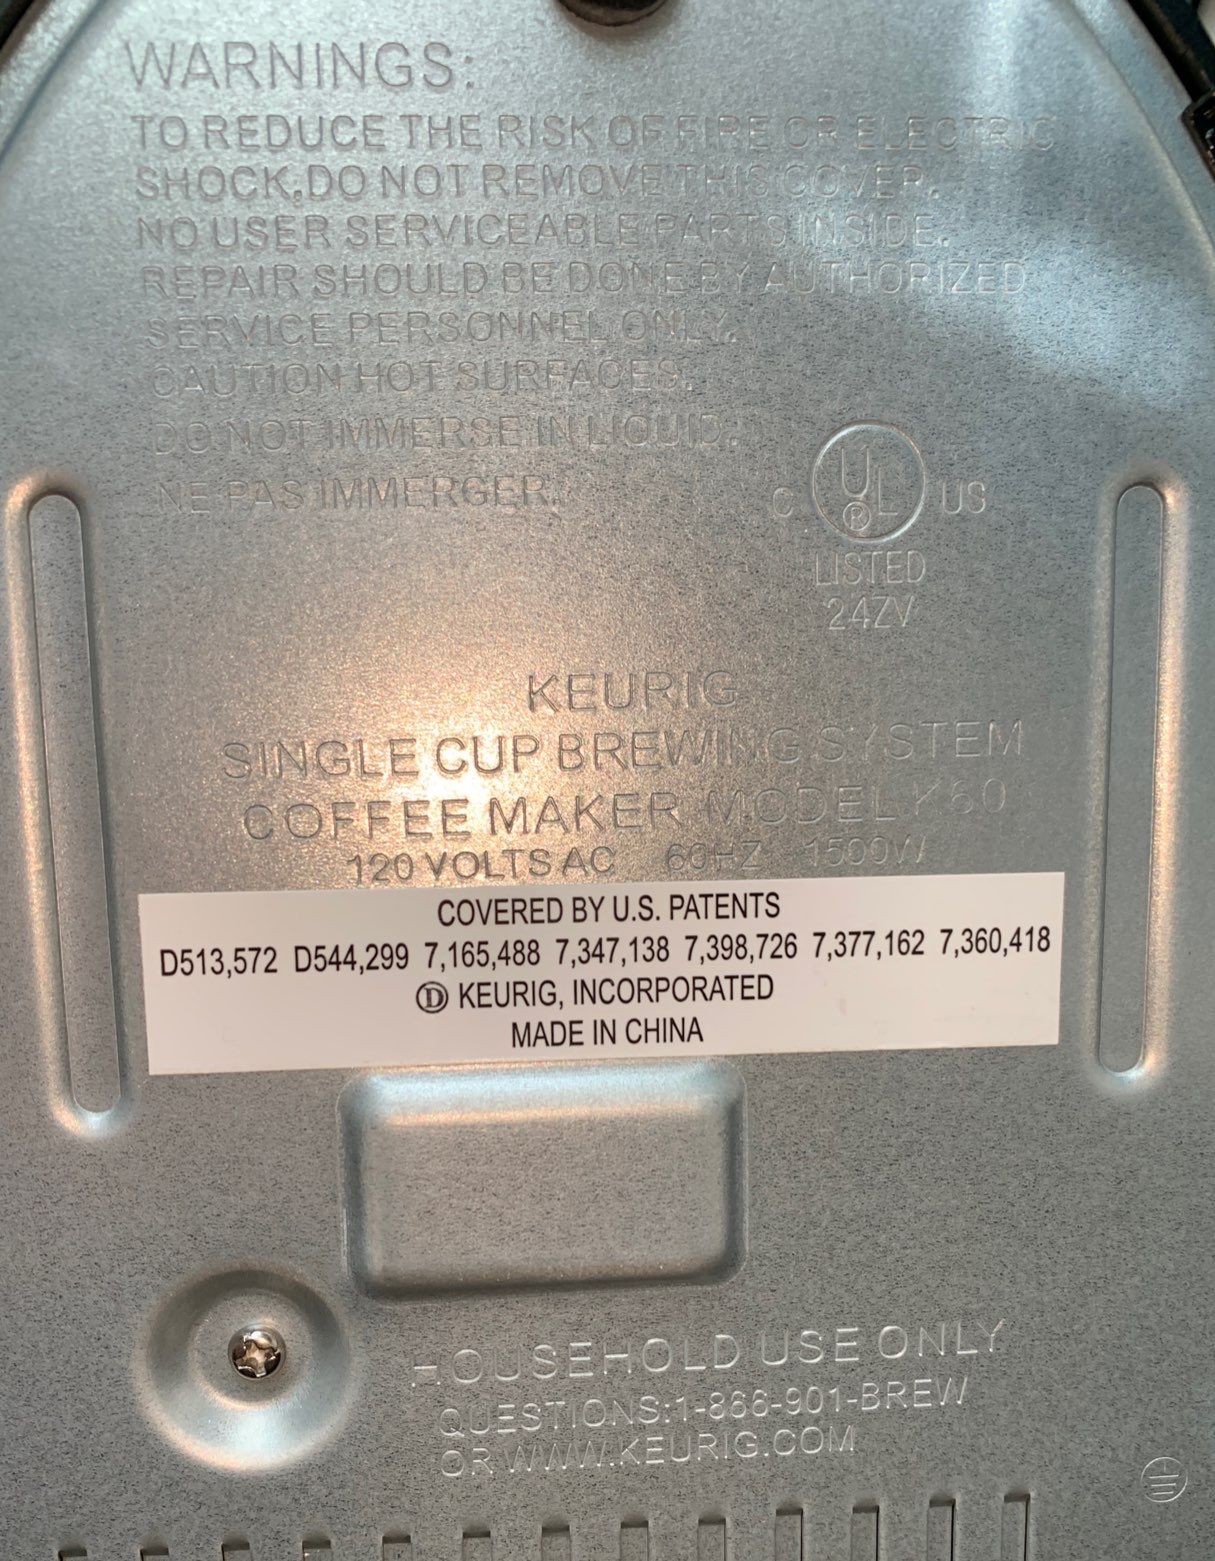 WARNINGS:
TO REDUCE THE RISK OF FIRE OR ELECTRIC
SHOCK,DO NOT REMOVE THIS COVER.
NO USER SERVICEABLE PARTS INSIDE.
REPAIR SHOULD BE DONE BY AUTHORIZED
SERVICE PERSONNEL ONLY.
CAUTION HOT SURFACES.
DO NOT IMMERSE IN LIQUID.
NE PAS IMMERGER.
C UL® US
LISTED
24ZV
KEURIG
SINGLE CUP BREWING SYSTEM
COFFEE MAKER MODEL K60
120 VOLTS AC 60HZ 1500W
COVERED BY U.S. PATENTS
D513,572 D544,299 7,165,488 7,347,138 7,398,726 7,377,162 7,360,418
Ⓓ KEURIG, INCORPORATED
MADE IN CHINA
HOUSEHOLD USE ONLY
QUESTIONS:1-866-901-BREW
OR WWW.KEURIG.COM